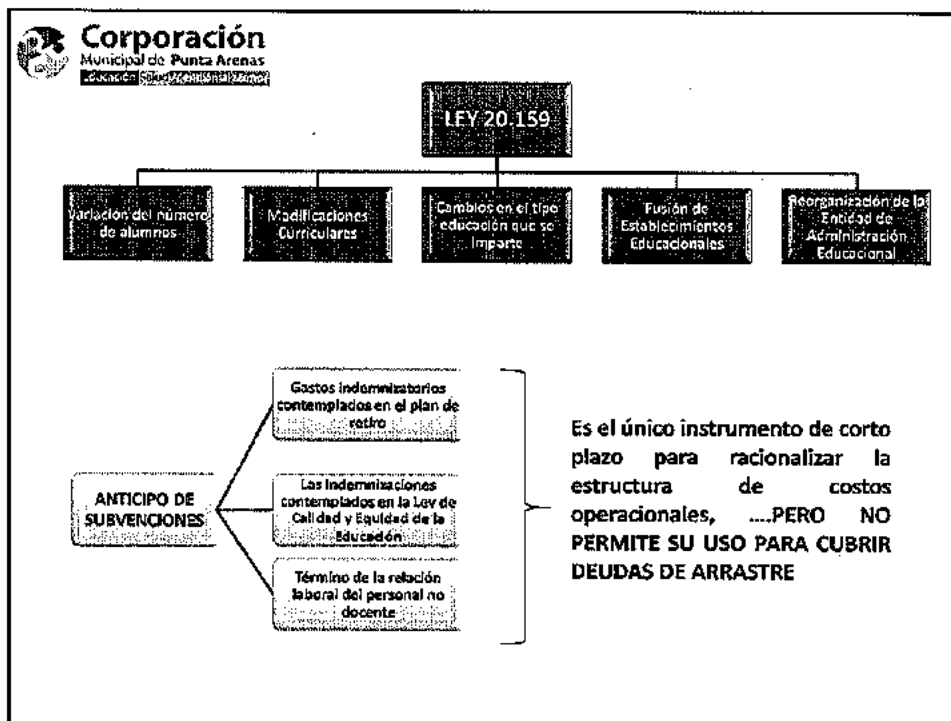 Corporación
Municipal de Punta Arenas
Educación
LEY 20.159
Variación del número
de alumnos
Modificaciones
Curriculares
Cambios en el tipo
educación que se
imparte
Fusión de
Establecimientos
Educacionales
Reorganización de la
Entidad de
Administración
Educacional
ANTICIPO DE
SUBVENCIONES
Gastos indemnizatorios
contemplados en el plan de
retiro
Las indemnizaciones
contemplados en la Ley de
Calidad y Equidad de la
Educación
Término de la relación
laboral del personal no
docente
Es el único instrumento de corto
plazo para racionalizar la
estructura de costos
operacionales, ....PERO NO
PERMITE SU USO PARA CUBRIR
DEUDAS DE ARRASTRE